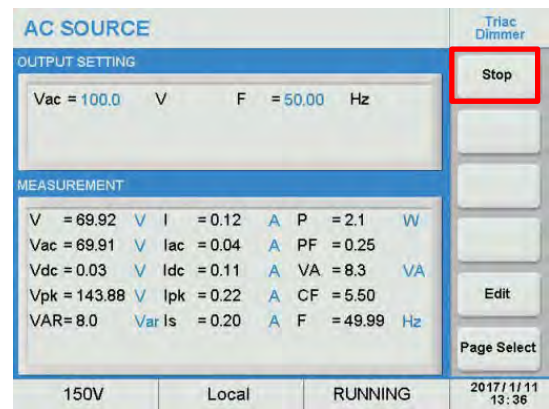 AC SOURCE
Triac
Dimmer
OUTPUT SETTING
Stop
Vac = 100.0 V F = 50.00 Hz
MEASUREMENT
V = 69.92 V I = 0.12 A P = 2.1 W
Vac = 69.91 V Iac = 0.04 A PF = 0.25
Vdc = 0.03 V Idc = 0.11 A VA = 8.3 VA
Vpk = 143.88 V Ipk = 0.22 A CF = 5.50
VAR= 8.0 Var Is = 0.20 A F = 49.99 Hz
Edit
Page Select
150V Local RUNNING
2017/1/11
13:36